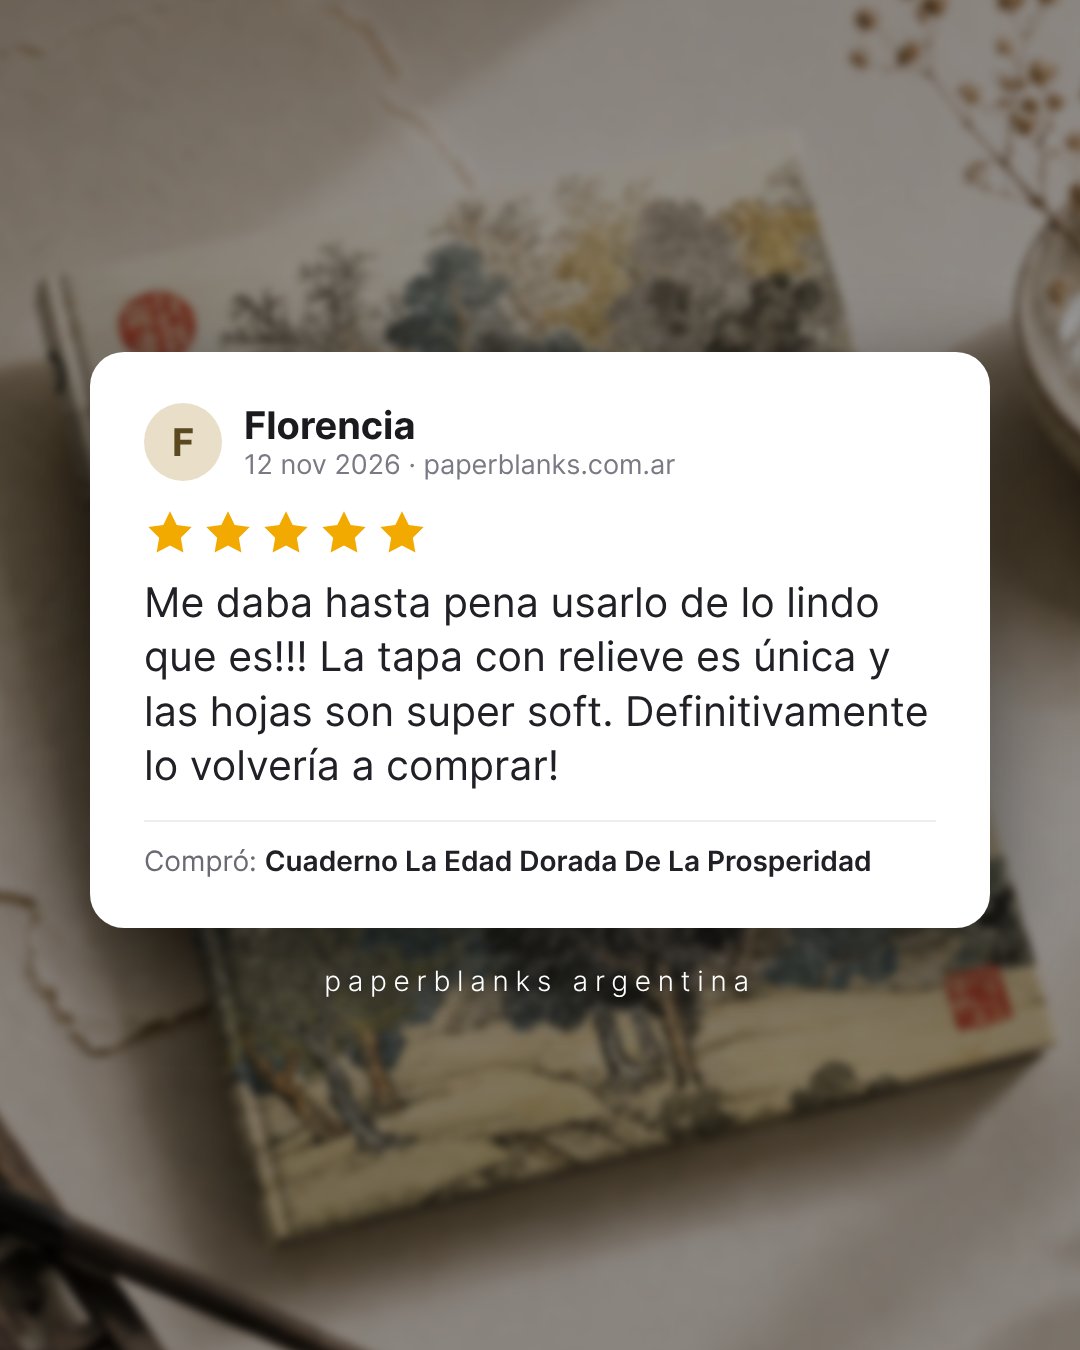 F
Florencia
12 nov 2026 · paperblanks.com.ar
Me daba hasta pena usarlo de lo lindo
que es!!! La tapa con relieve es única y
las hojas son super soft. Definitivamente
lo volvería a comprar!
Compró: Cuaderno La Edad Dorada De La Prosperidad
paperblanks argentina